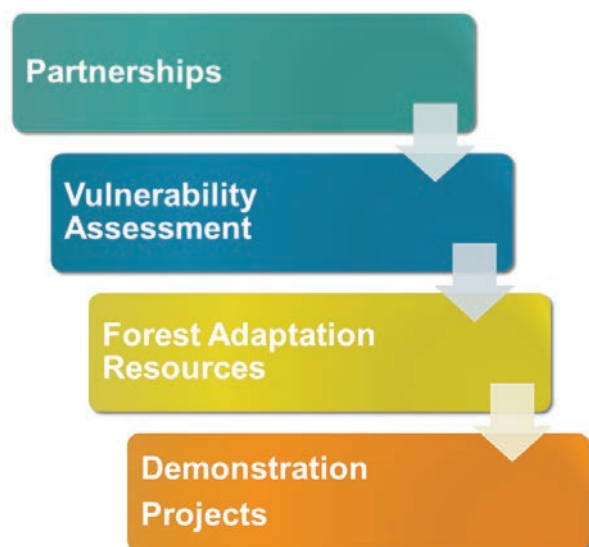 Partnerships
Vulnerability
Assessment
Forest Adaptation
Resources
Demonstration
Projects